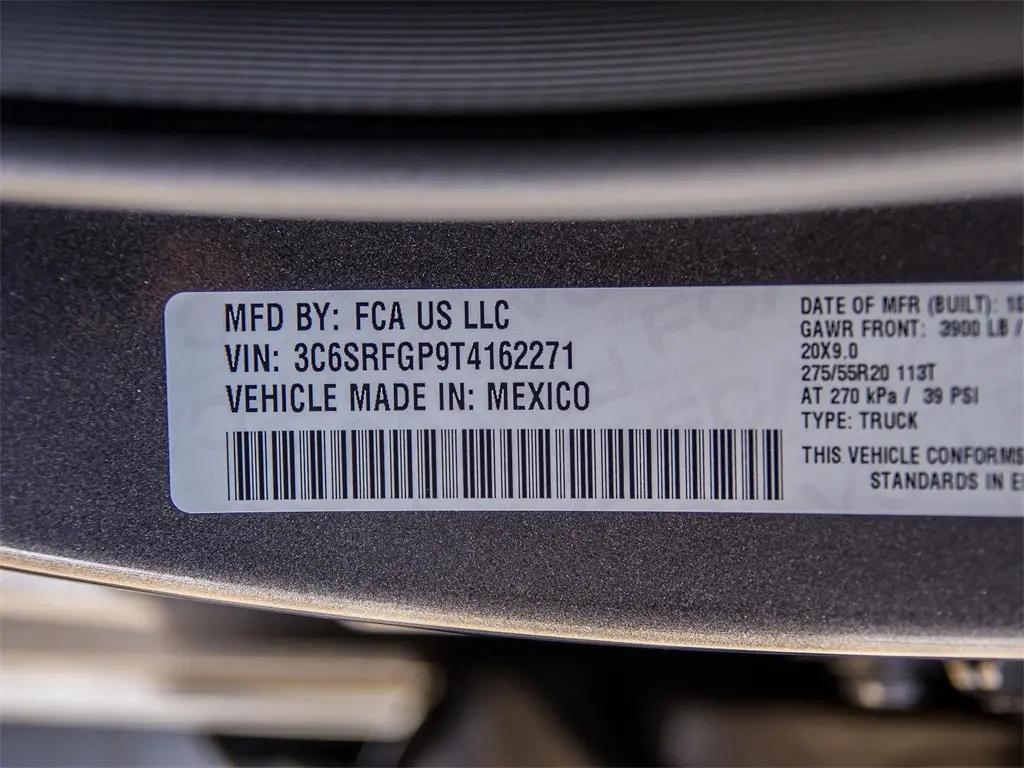 MFD BY: FCA US LLC
VIN: 3C6SRFGP9T4162271
VEHICLE MADE IN: MEXICO
DATE OF MFR (BUILT):
GAWR FRONT: 3900 LB /
20X9.0
275/55R20 113T
AT 270 kPa / 39 PSI
TYPE: TRUCK
THIS VEHICLE CONFORMS
STANDARDS IN